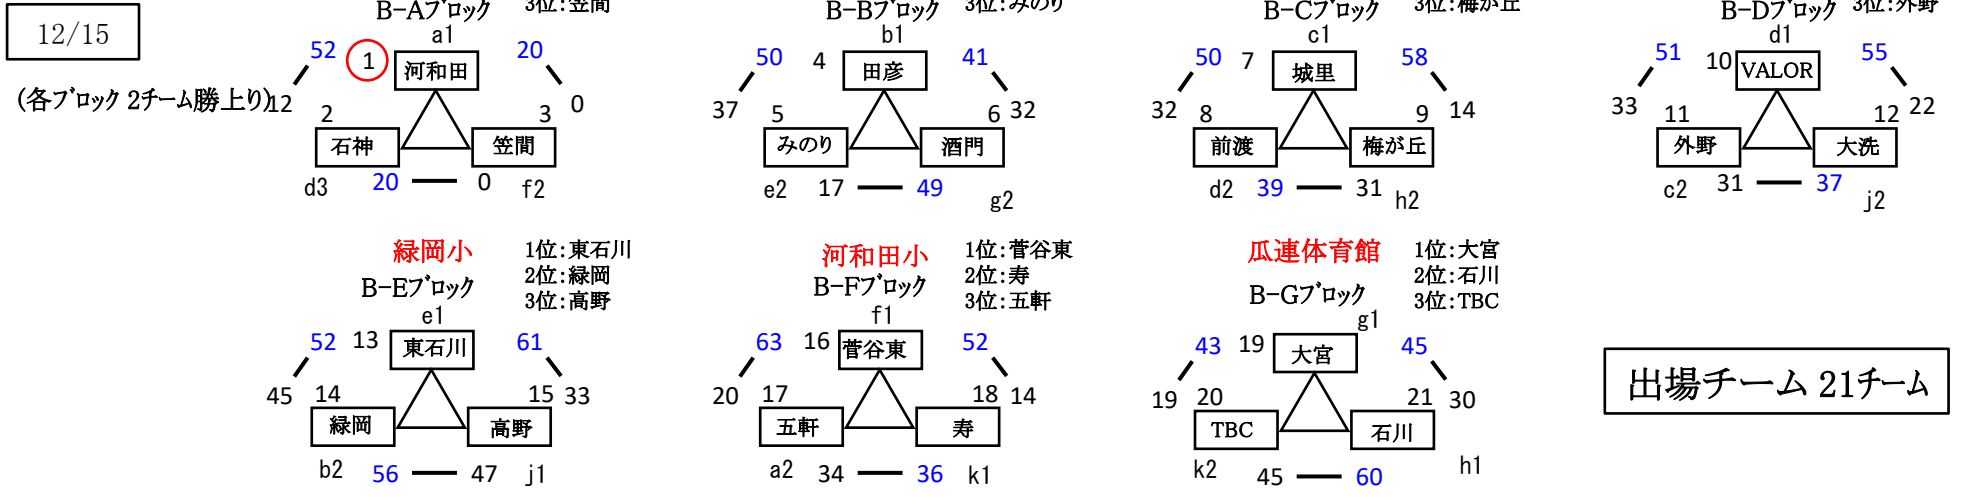 12/15
(各ブロック 2チーム勝上り)
B-Aブロック 3位:笠間
a1
52 1 河和田 20
12 2 3 0
石神 笠間
d3 20 0 f2
B-Bブロック 3位:みのり
b1
50 4 田彦 41
37 5 6 32
みのり 酒門
e2 17 49 g2
B-Cブロック 3位:梅が丘
c1
50 7 城里 58
32 8 9 14
前渡 梅が丘
d2 39 31 h2
B-Dブロック 3位:外野
d1
51 10 VALOR 55
33 11 12 22
外野 大洗
c2 31 37 j2
緑岡小 1位:東石川
2位:緑岡
B-Eブロック 3位:高野
e1
52 13 東石川 61
45 14 15 33
緑岡 高野
b2 56 47 j1
河和田小 1位:菅谷東
2位:寿
B-Fブロック 3位:五軒
f1
63 16 菅谷東 52
20 17 18 14
五軒 寿
a2 34 36 k1
瓜連体育館 1位:大宮
2位:石川
B-Gブロック 3位:TBC
g1
43 19 大宮 45
19 20 21 30
TBC 石川
k2 45 60 h1
出場チーム 21チーム